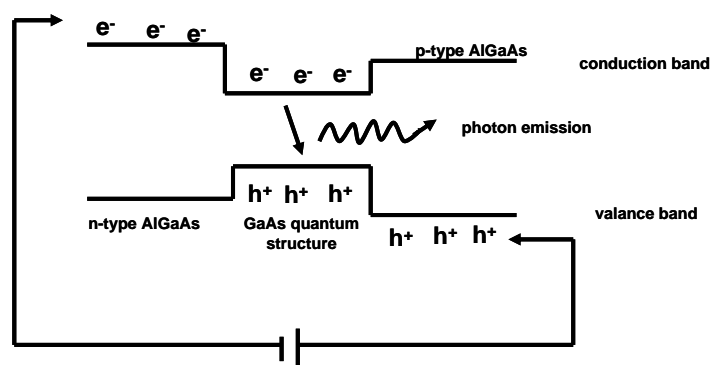 e- e- e-
p-type AlGaAs
conduction band
e- e- e-
photon emission
h+ h+ h+
n-type AlGaAs
GaAs quantum
structure
valance band
h+ h+ h+